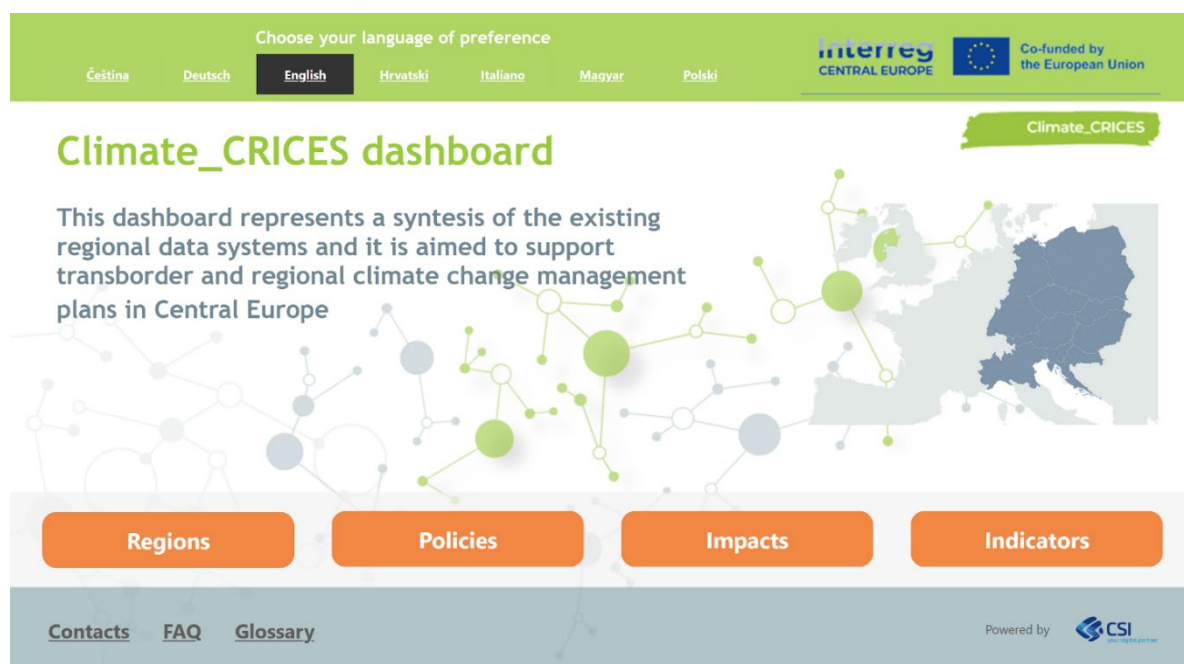 Choose your language of preference
Čeština Deutsch English Hrvatski Italiano Magyar Polski
Interreg
CENTRAL EUROPE
Co-funded by
the European Union
Climate_CRICES
Climate_CRICES dashboard
This dashboard represents a syntesis of the existing
regional data systems and it is aimed to support
transborder and regional climate change management
plans in Central Europe
Regions Policies Impacts Indicators
Contacts FAQ Glossary
Powered by
CSI
your digital partner